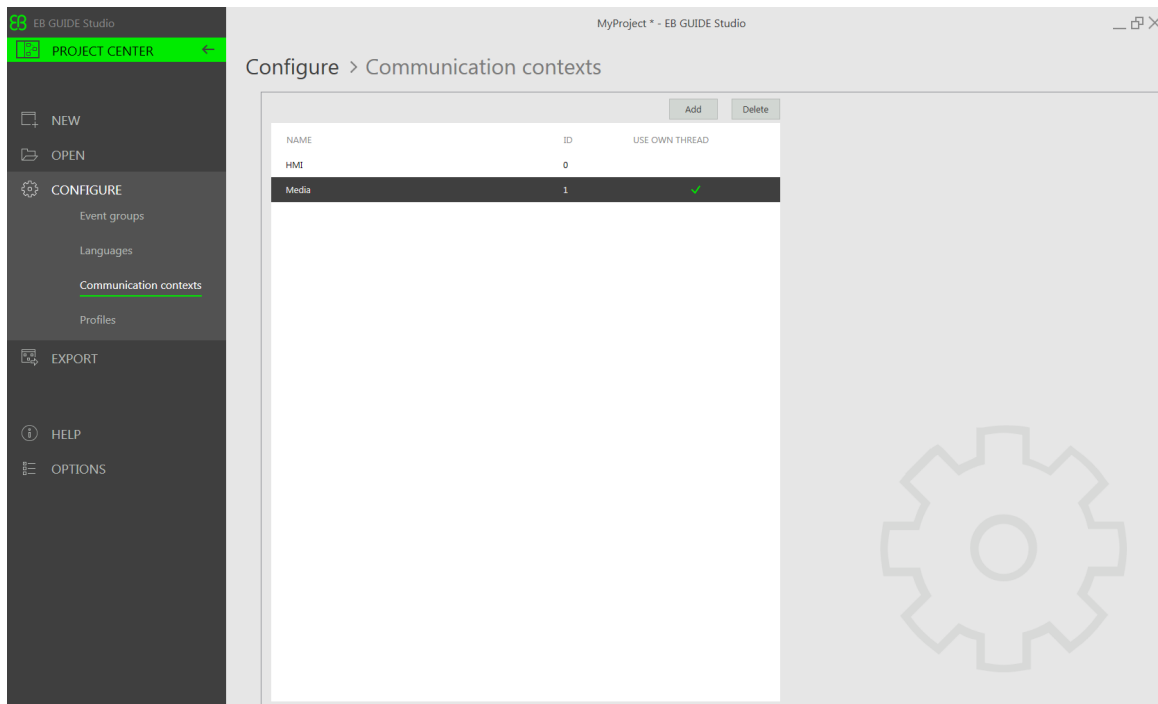 EB GUIDE Studio
MyProject * - EB GUIDE Studio
PROJECT CENTER
Configure > Communication contexts
NEW
OPEN
CONFIGURE
Event groups
Languages
Communication contexts
Profiles
EXPORT
HELP
OPTIONS
Add Delete
NAME ID USE OWN THREAD
HMI 0
Media 1